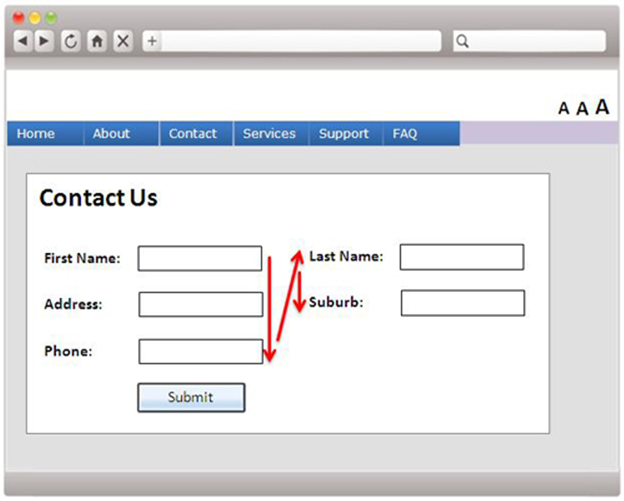 A A A
Home About Contact Services Support FAQ
Contact Us
First Name: Last Name:
Address: Suburb:
Phone:
Submit